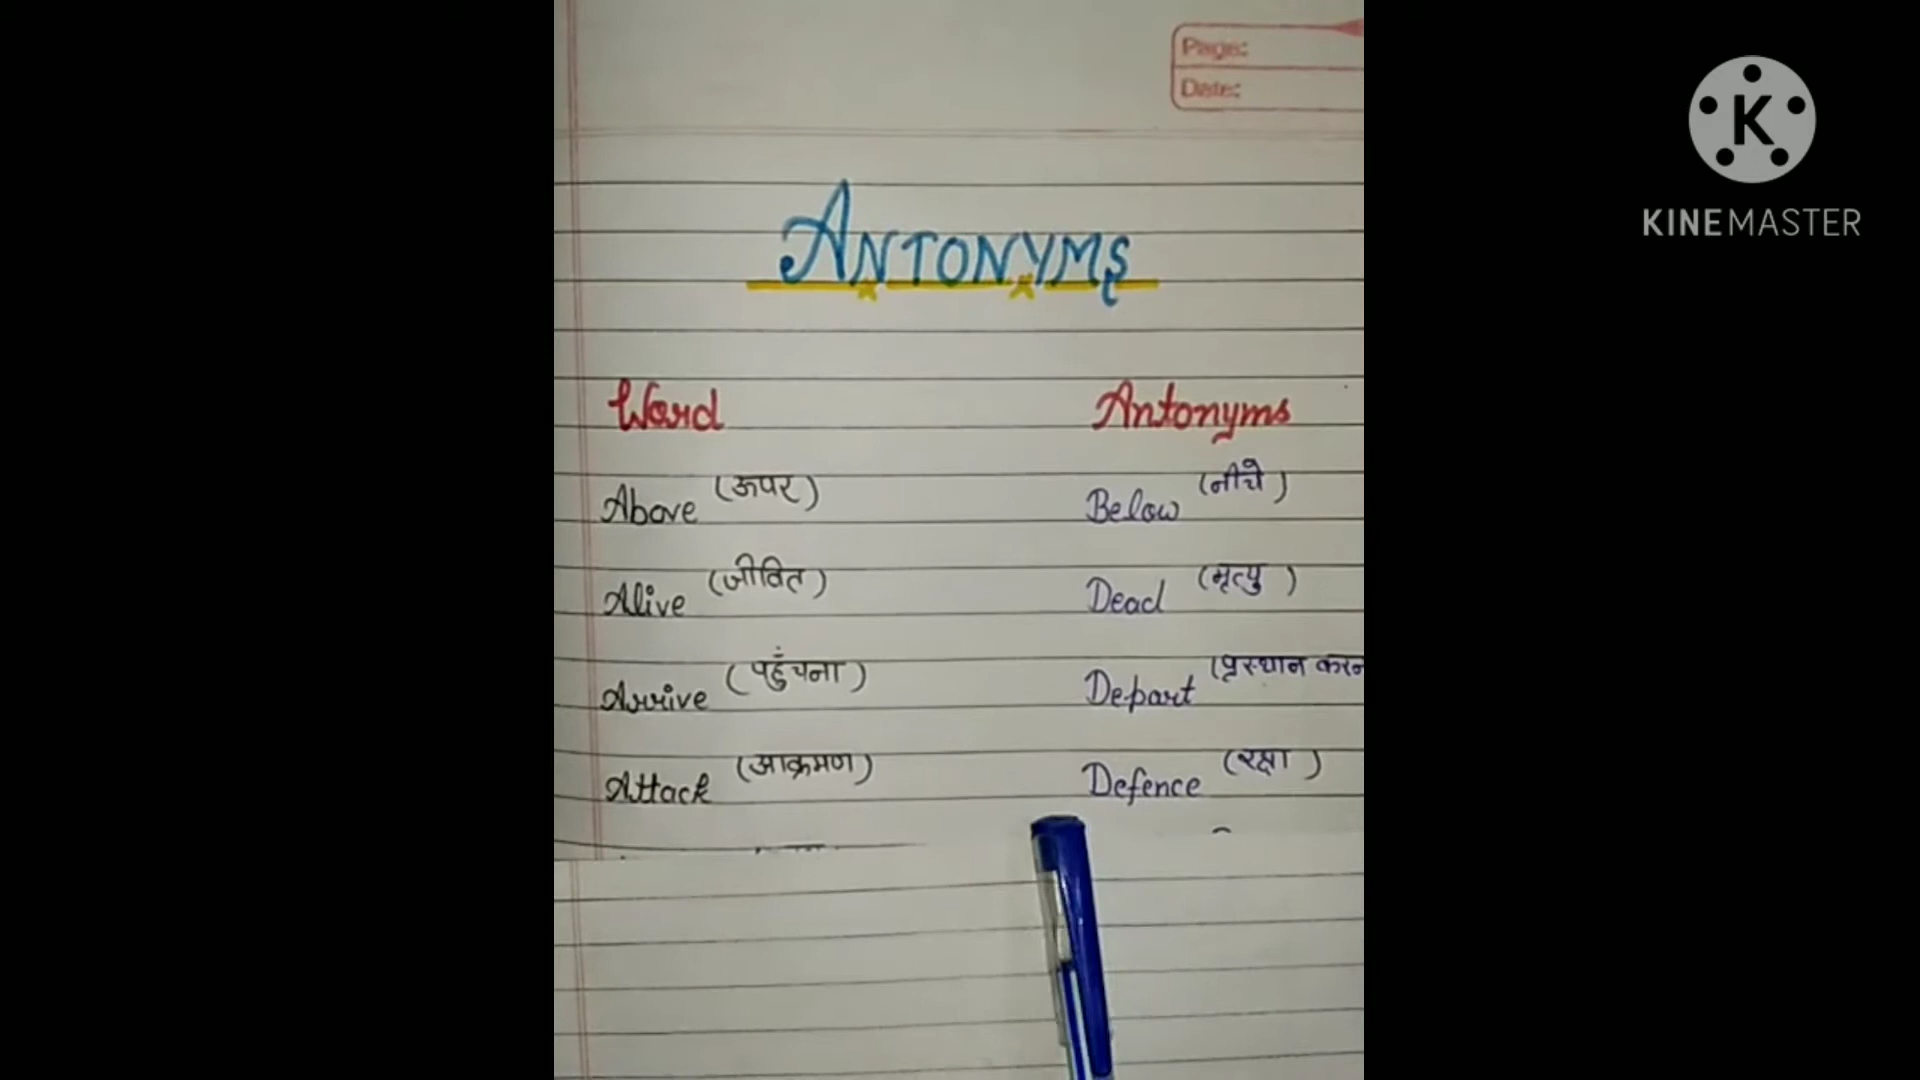 Page:
Date:
KINEMASTER
ANTONYMS
Word Antonyms
Above (ऊपर) Below (नीचे)
Alive (जीवित) Dead (मृत्यु)
Arrive (पहुँचना) Depart (प्रस्थान करन
Attack (आक्रमण) Defence (रक्षा)